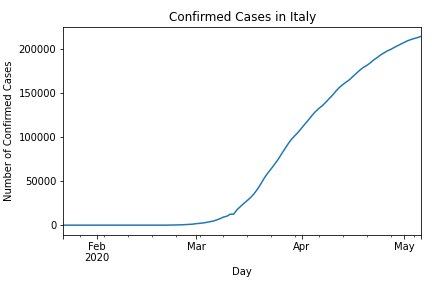 Confirmed Cases in Italy
Number of Confirmed Cases
200000
150000
100000
50000
0
Feb
2020
Mar
Apr
May
Day